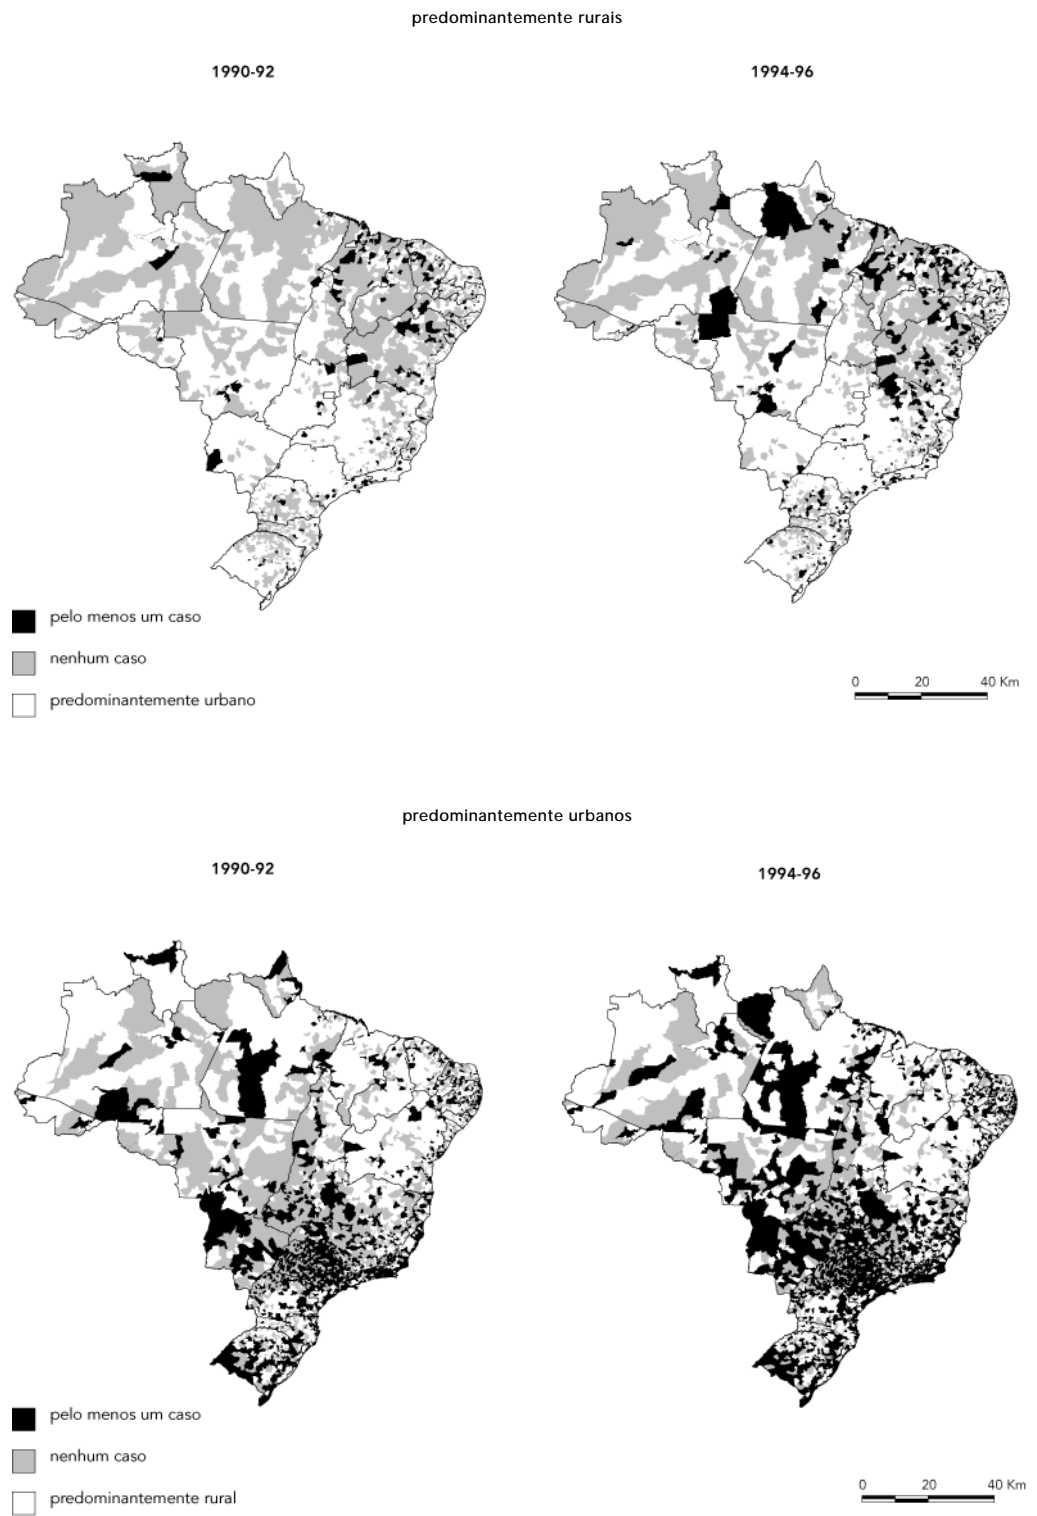 predominantemente rurais
1990-92
1994-96
pelo menos um caso
nenhum caso
predominantemente urbano
0 20 40 Km
predominantemente urbanos
1990-92
1994-96
pelo menos um caso
nenhum caso
predominantemente rural
0 20 40 Km